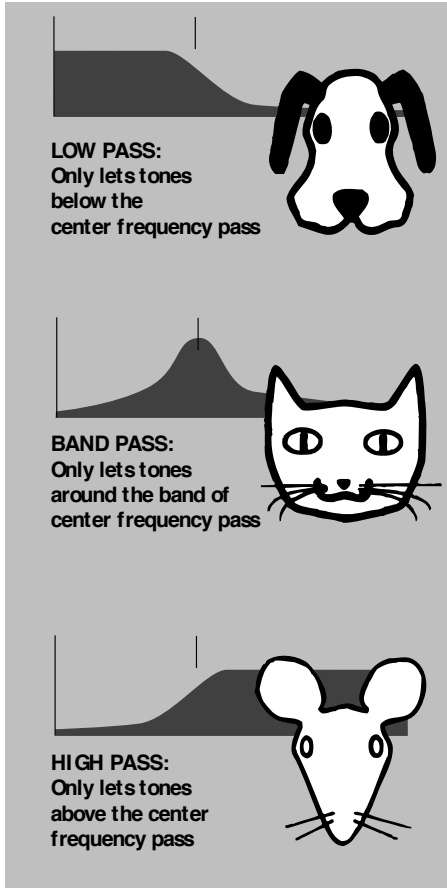 LOW PASS:
Only lets tones
below the
center frequency pass
BAND PASS:
Only lets tones
around the band of
center frequency pass
HIGH PASS:
Only lets tones
above the center
frequency pass